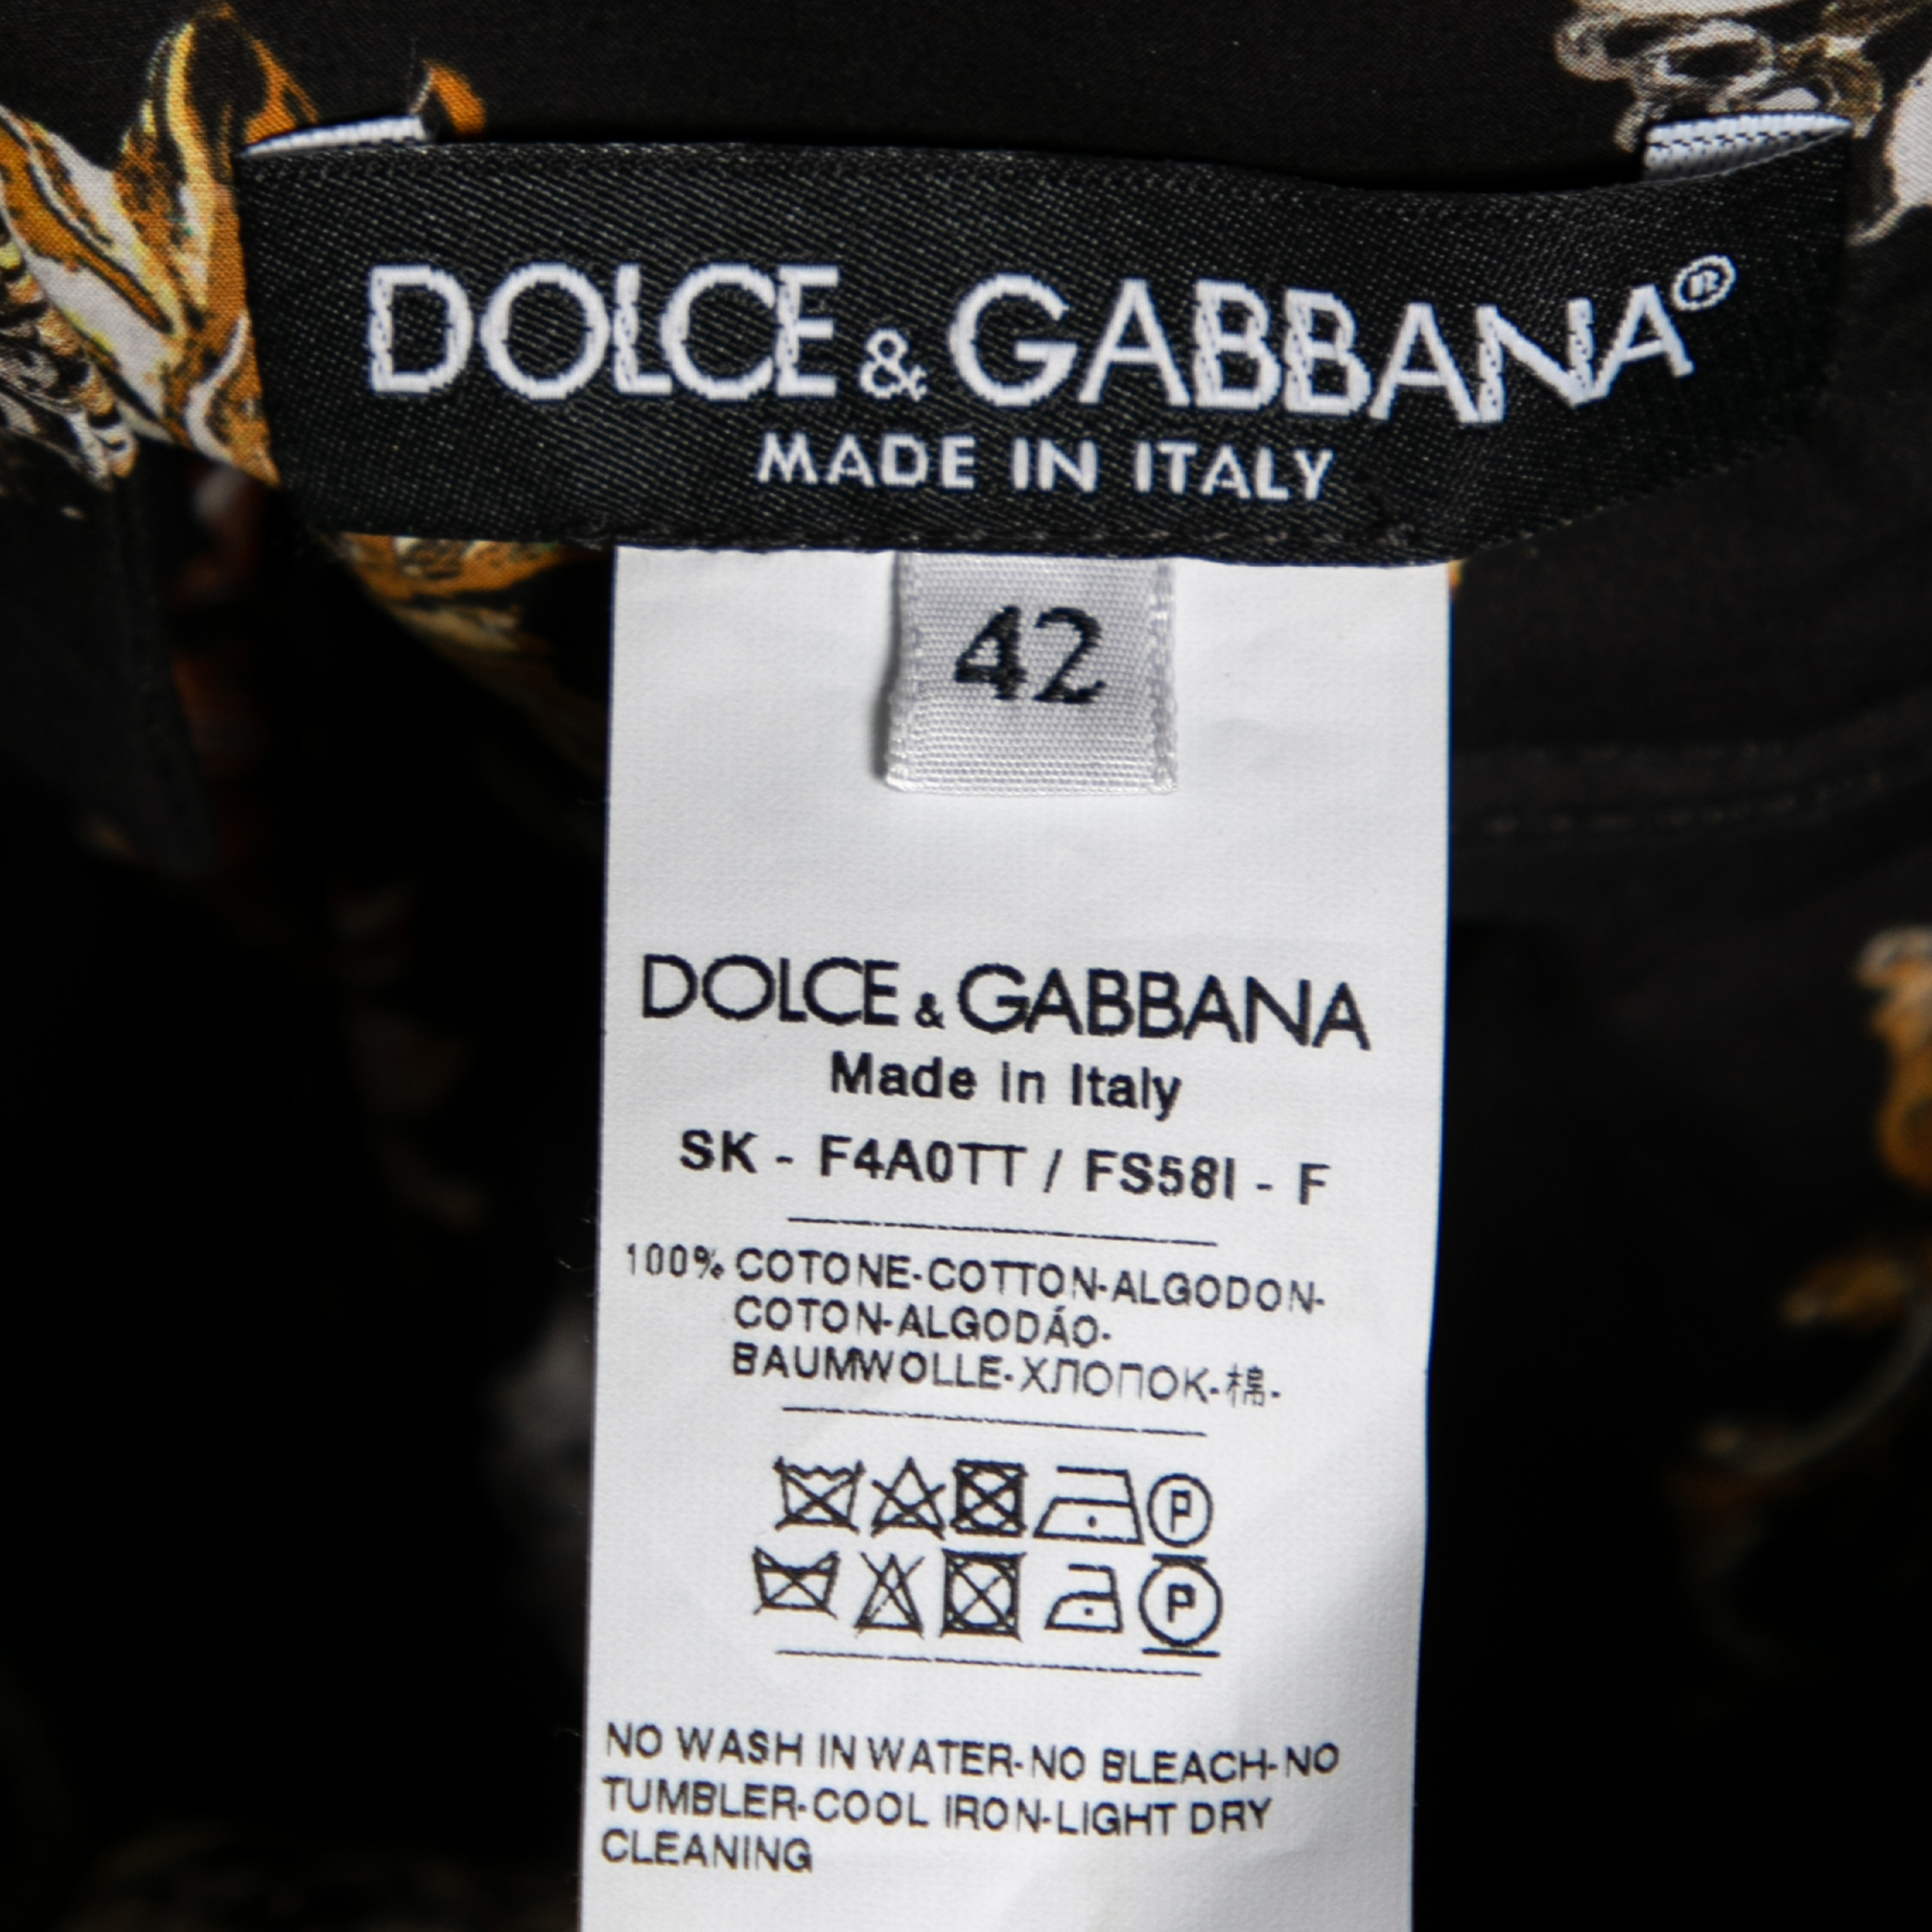 DOLCE & GABBANA®
MADE IN ITALY
42
DOLCE & GABBANA
Made in Italy
SK - F4A0TT / FS58I - F
100% COTONE-COTTON-ALGODON-
COTON-ALGODÁO-
BAUMWOLLE-ХЛОПОК-棉-
P
P
NO WASH IN WATER-NO BLEACH-NO
TUMBLER-COOL IRON-LIGHT DRY
CLEANING